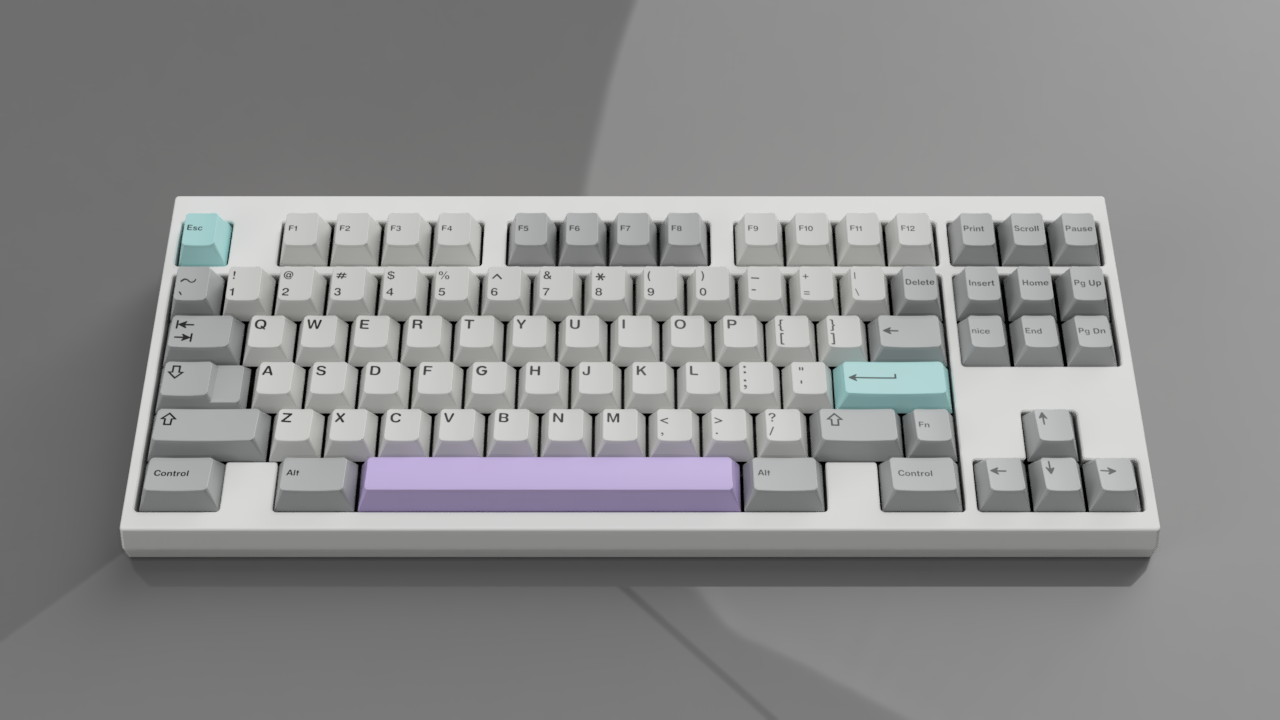 Esc F1 F2 F3 F4 F5 F6 F7 F8 F9 F10 F11 F12 Print Scroll Pause
~ ` ! 1 @ 2 # 3 $ 4 % 5 ^ 6 & 7 * 8 ( 9 ) 0 _ - + = | \ Delete Insert Home Pg Up
Q W E R T Y U I O P { [ } ] ← nice End Pg Dn
A S D F G H J K L : ; " '
Z X C V B N M < , > . ? / Fn ↑
Control Alt Alt Control ← ↓ →